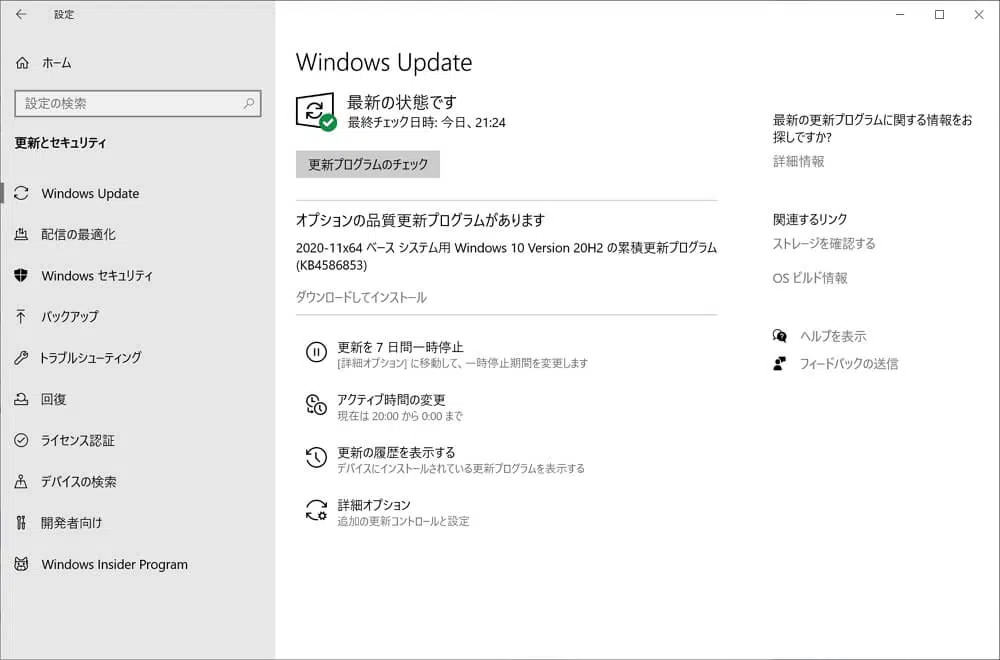 設定
ホーム
設定の検索
更新とセキュリティ
Windows Update
配信の最適化
Windows セキュリティ
バックアップ
トラブルシューティング
回復
ライセンス認証
デバイスの検索
開発者向け
Windows Insider Program
Windows Update
最新の状態です
最終チェック日時: 今日、21:24
更新プログラムのチェック
オプションの品質更新プログラムがあります
2020-11x64 ベース システム用 Windows 10 Version 20H2 の累積更新プログラム
(KB4586853)
ダウンロードしてインストール
更新を 7 日間一時停止
[詳細オプション] に移動して、一時停止期間を変更します
アクティブ時間の変更
現在は 20:00 から 0:00 まで
更新の履歴を表示する
デバイスにインストールされている更新プログラムを表示する
詳細オプション
追加の更新コントロールと設定
最新の更新プログラムに関する情報をお
探しですか?
詳細情報
関連するリンク
ストレージを確認する
OS ビルド情報
ヘルプを表示
フィードバックの送信